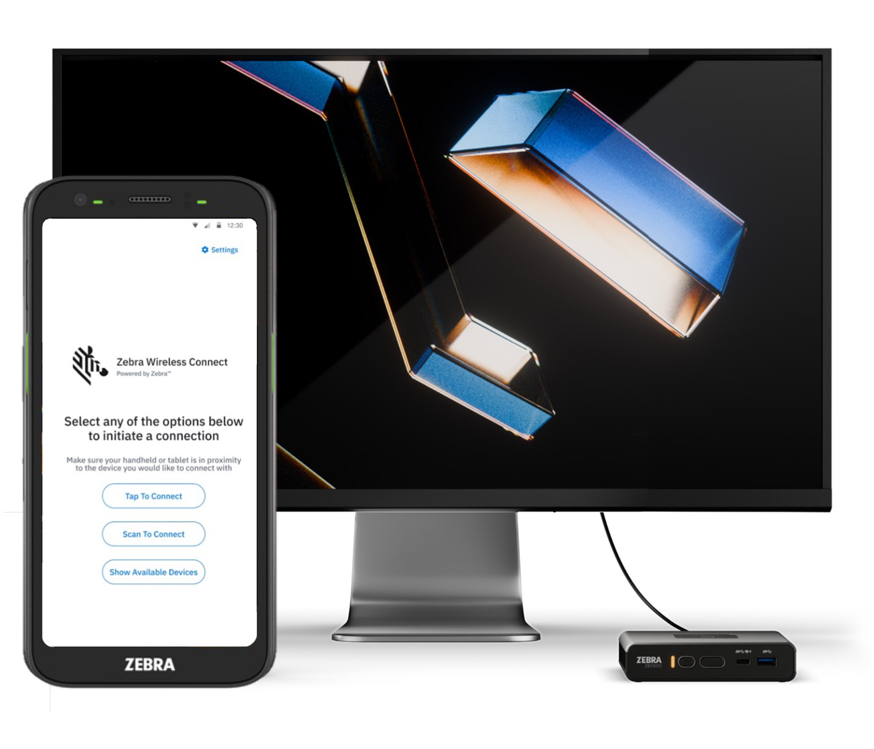 12:30
Settings
Zebra Wireless Connect
Powered by Zebra™
Select any of the options below
to initiate a connection
Make sure your handheld or tablet is in proximity
to the device you would like to connect with
Tap To Connect
Scan To Connect
Show Available Devices
ZEBRA
ZEBRA